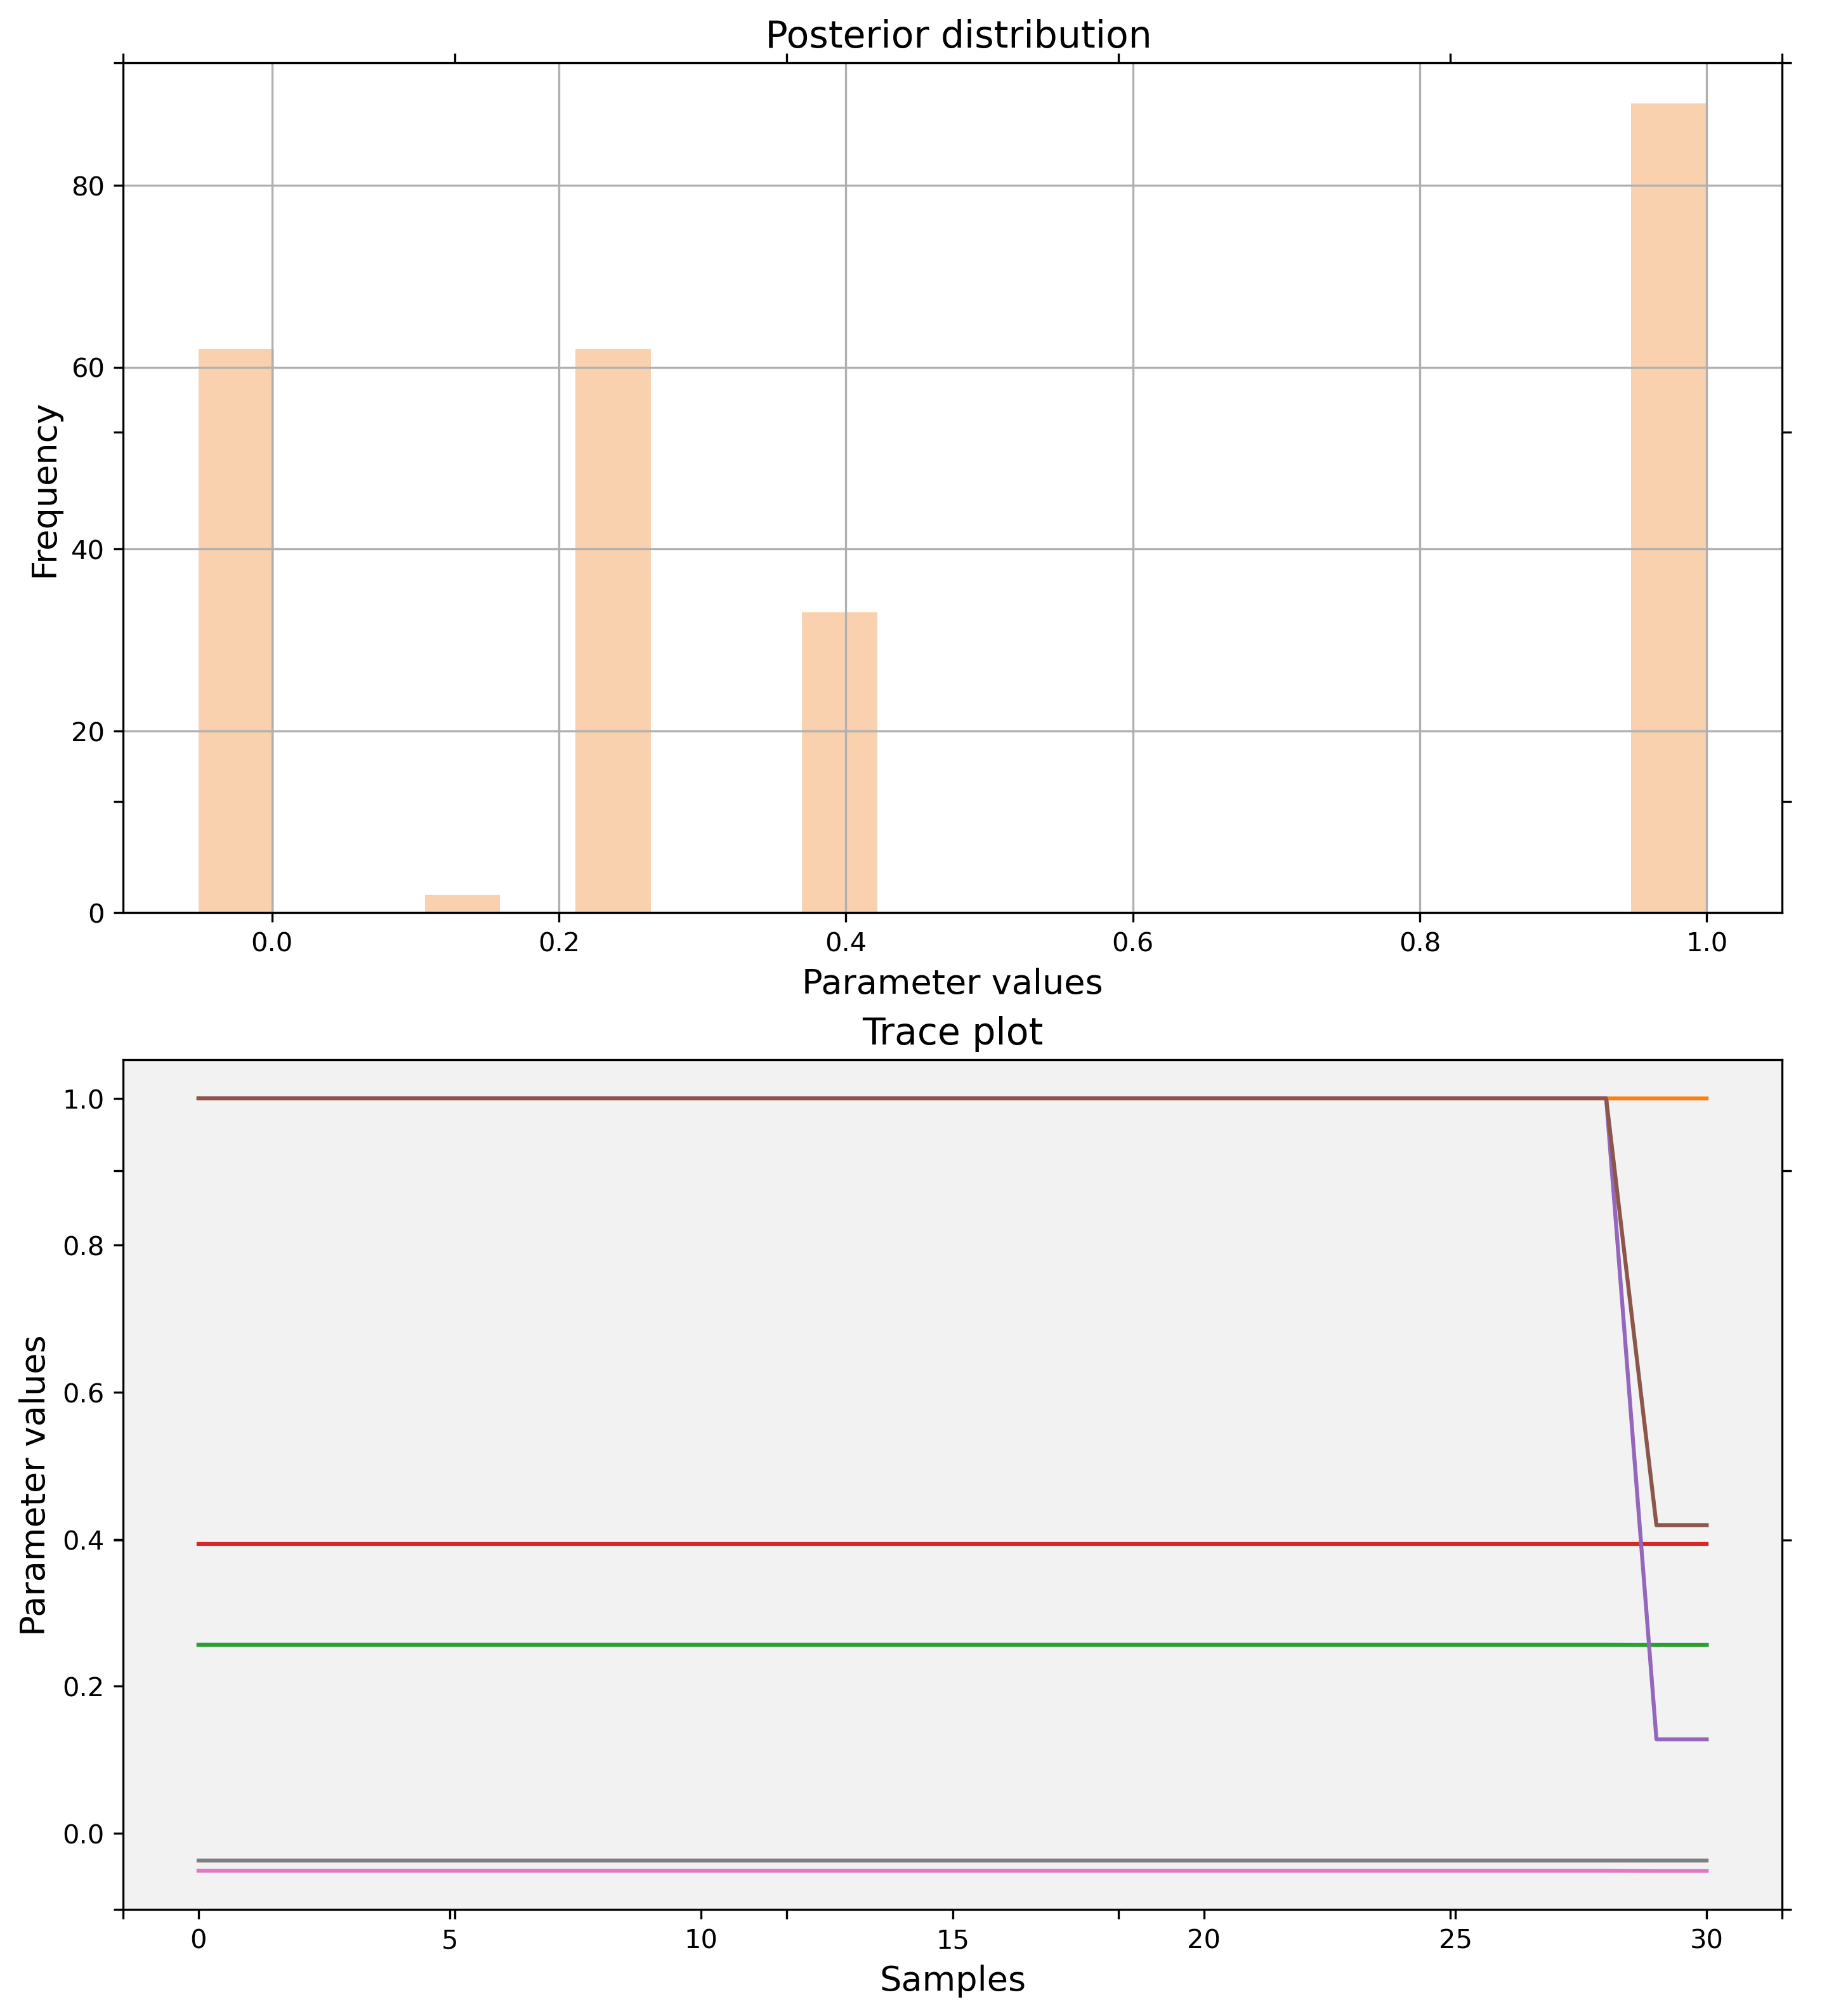 Posterior distribution
Frequency
80
60
40
20
0
0.0 0.2 0.4 0.6 0.8 1.0
Parameter values
Trace plot
Parameter values
1.0
0.8
0.6
0.4
0.2
0.0
0 5 10 15 20 25 30
Samples